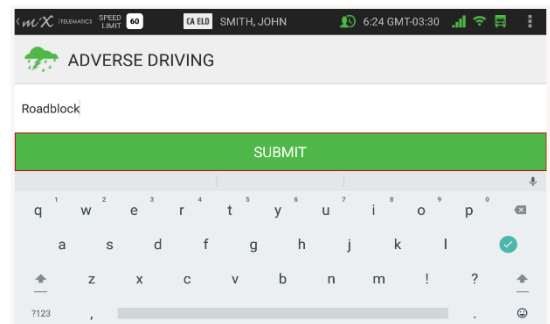 m'X TELEMATICS SPEED LIMIT 60 CA ELD SMITH, JOHN 6:24 GMT-03:30
ADVERSE DRIVING
Roadblock
SUBMIT
1 2 3 4 5 6 7 8 9 0
q w e r t y u i o p
a s d f g h j k l
z x c v b n m ! ?
?123 , .